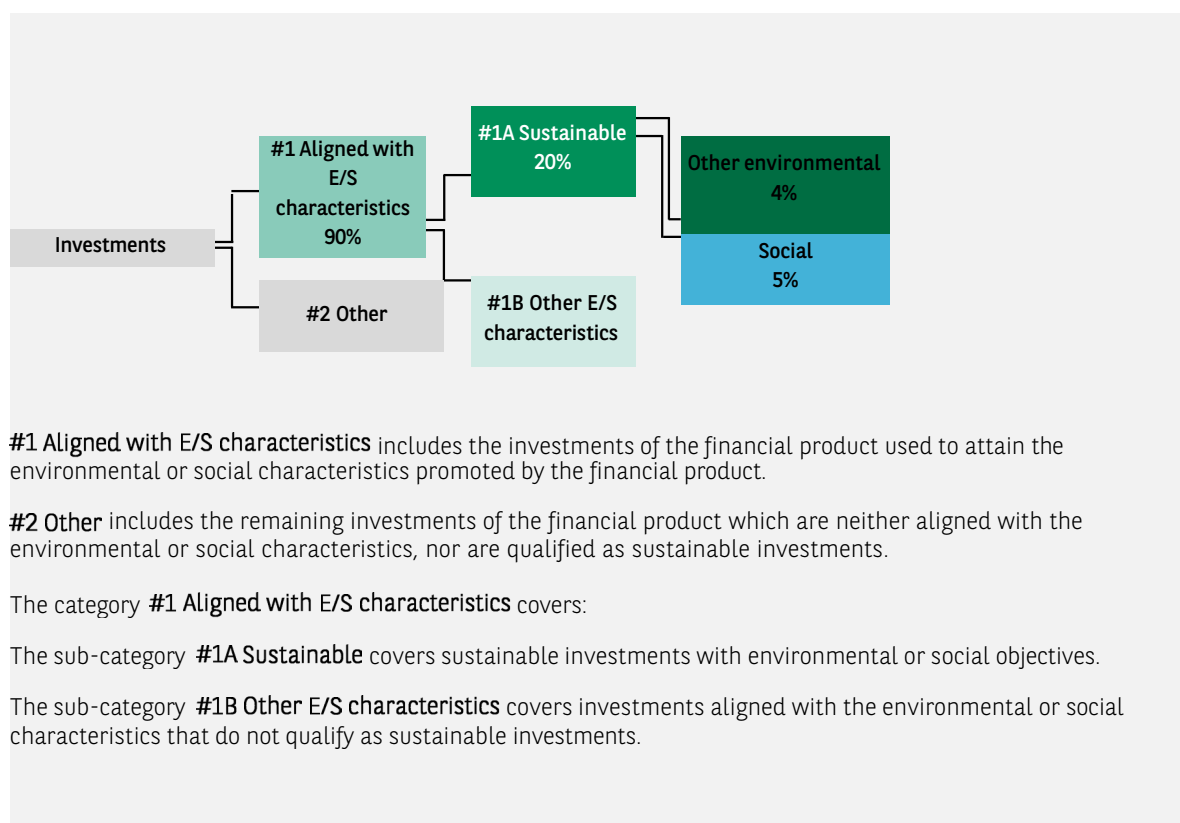 Investments
#1 Aligned with
E/S
characteristics
90%
#2 Other
#1A Sustainable
20%
#1B Other E/S
characteristics
Other environmental
4%
Social
5%
#1 Aligned with E/S characteristics includes the investments of the financial product used to attain the
environmental or social characteristics promoted by the financial product.
#2 Other includes the remaining investments of the financial product which are neither aligned with the
environmental or social characteristics, nor are qualified as sustainable investments.
The category #1 Aligned with E/S characteristics covers:
The sub-category #1A Sustainable covers sustainable investments with environmental or social objectives.
The sub-category #1B Other E/S characteristics covers investments aligned with the environmental or social
characteristics that do not qualify as sustainable investments.